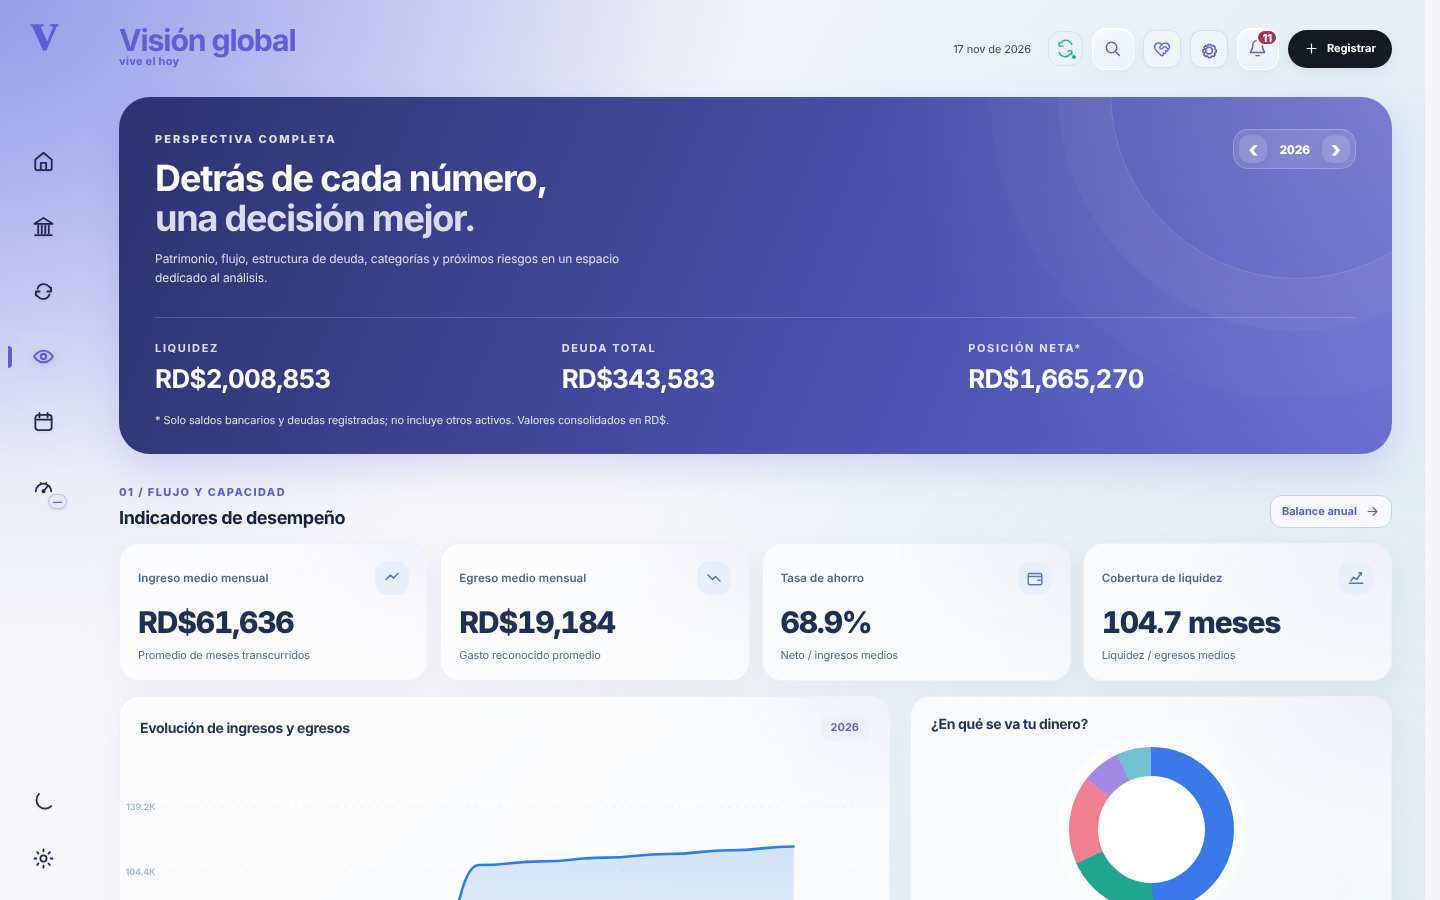 V
Visión global
vive el hoy
17 nov de 2026
11
Registrar
PERSPECTIVA COMPLETA
2026
Detrás de cada número,
una decisión mejor.
Patrimonio, flujo, estructura de deuda, categorías y próximos riesgos en un espacio
dedicado al análisis.
LIQUIDEZ
RD$2,008,853
DEUDA TOTAL
RD$343,583
POSICIÓN NETA*
RD$1,665,270
* Solo saldos bancarios y deudas registradas; no incluye otros activos. Valores consolidados en RD$.
01 / FLUJO Y CAPACIDAD
Indicadores de desempeño
Balance anual
Ingreso medio mensual
RD$61,636
Promedio de meses transcurridos
Egreso medio mensual
RD$19,184
Gasto reconocido promedio
Tasa de ahorro
68.9%
Neto / ingresos medios
Cobertura de liquidez
104.7 meses
Liquidez / egresos medios
Evolución de ingresos y egresos
2026
139.2K
104.4K
¿En qué se va tu dinero?